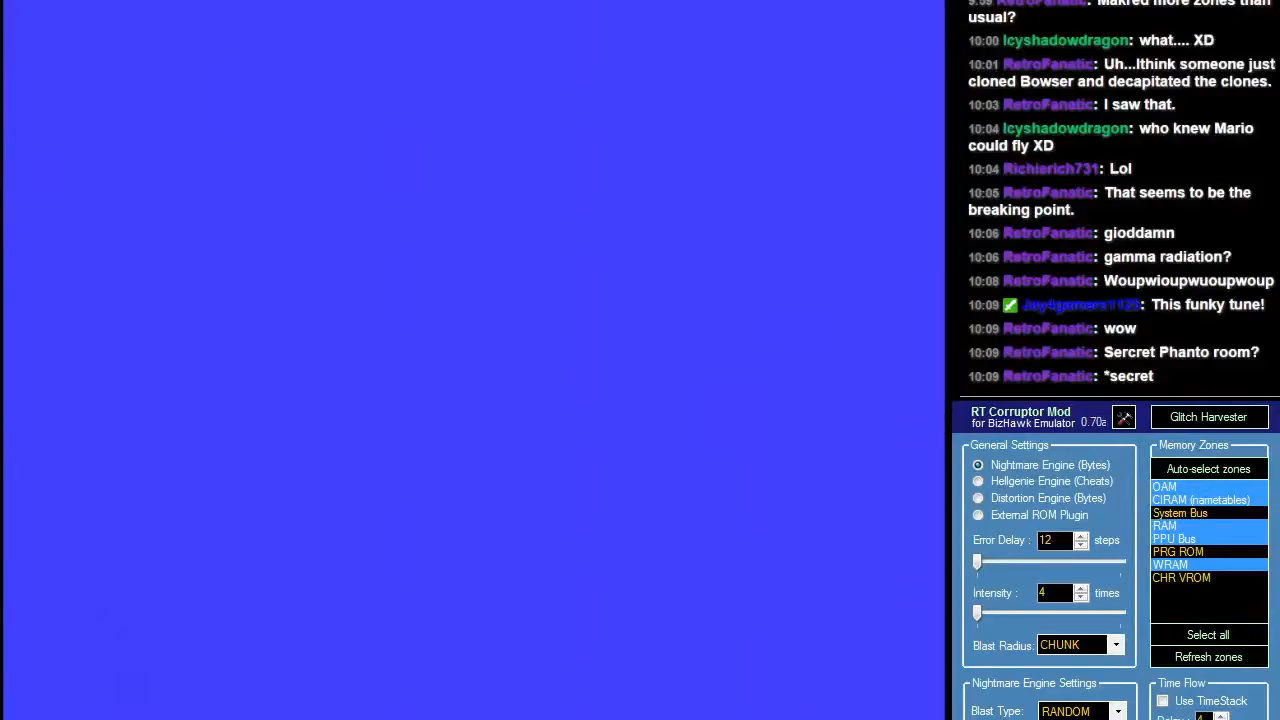 9:59 RetroFanatic: Makred more zones than
usual?
10:00 Icyshadowdragon: what.... XD
10:01 RetroFanatic: Uh...Ithink someone just
cloned Bowser and decapitated the clones.
10:03 RetroFanatic: I saw that.
10:04 Icyshadowdragon: who knew Mario
could fly XD
10:04 Richierich731: Lol
10:05 RetroFanatic: That seems to be the
breaking point.
10:06 RetroFanatic: gioddamn
10:06 RetroFanatic: gamma radiation?
10:08 RetroFanatic: Woupwioupwuoupwoup
10:09 Jay4gamers1123: This funky tune!
10:09 RetroFanatic: wow
10:09 RetroFanatic: Sercret Phanto room?
10:09 RetroFanatic: *secret
RT Corruptor Mod
for BizHawk Emulator 0.70a
Glitch Harvester
General Settings
Nightmare Engine (Bytes)
Hellgenie Engine (Cheats)
Distortion Engine (Bytes)
External ROM Plugin
Error Delay : 12 steps
Intensity : 4 times
Blast Radius: CHUNK
Memory Zones
Auto-select zones
OAM
CIRAM (nametables)
System Bus
RAM
PPU Bus
PRG ROM
WRAM
CHR VROM
Select all
Refresh zones
Nightmare Engine Settings
Blast Type: RANDOM
Time Flow
Use TimeStack